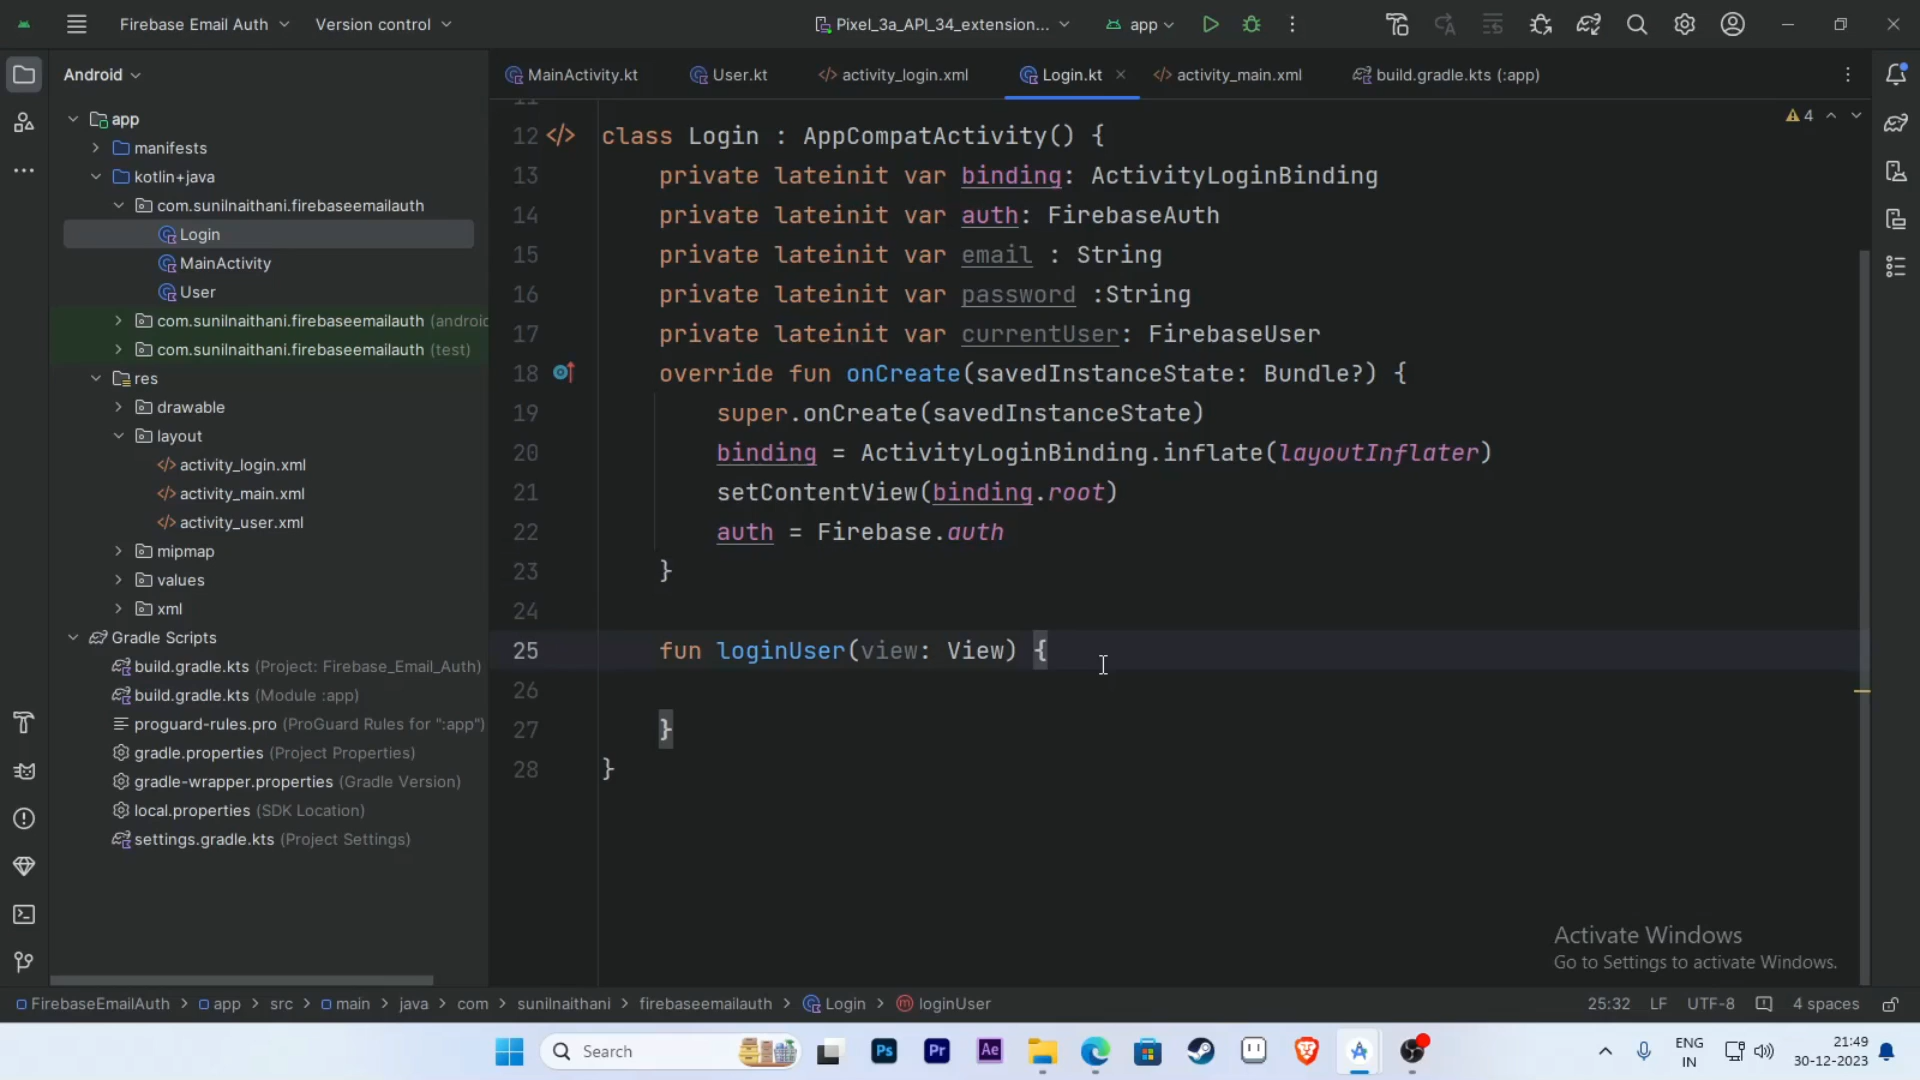 Firebase Email Auth
Version control
Pixel_3a_API_34_extension...
app
Android
MainActivity.kt
User.kt
activity_login.xml
Login.kt
activity_main.xml
build.gradle.kts (:app)
app
manifests
kotlin+java
com.sunilnaithani.firebaseemailauth
Login
MainActivity
User
com.sunilnaithani.firebaseemailauth (androic
com.sunilnaithani.firebaseemailauth (test)
res
drawable
layout
activity_login.xml
activity_main.xml
activity_user.xml
mipmap
values
xml
Gradle Scripts
build.gradle.kts (Project: Firebase_Email_Auth)
build.gradle.kts (Module :app)
proguard-rules.pro (ProGuard Rules for ":app")
gradle.properties (Project Properties)
gradle-wrapper.properties (Gradle Version)
local.properties (SDK Location)
settings.gradle.kts (Project Settings)
4
11
12 class Login : AppCompatActivity() {
13 private lateinit var binding: ActivityLoginBinding
14 private lateinit var auth: FirebaseAuth
15 private lateinit var email : String
16 private lateinit var password :String
17 private lateinit var currentUser: FirebaseUser
18 override fun onCreate(savedInstanceState: Bundle?) {
19 super.onCreate(savedInstanceState)
20 binding = ActivityLoginBinding.inflate(layoutInflater)
21 setContentView(binding.root)
22 auth = Firebase.auth
23 }
24
25 fun loginUser(view: View) {
26
27 }
28 }
Activate Windows
Go to Settings to activate Windows.
FirebaseEmailAuth > app > src > main > java > com > sunilnaithani > firebaseemailauth > Login > loginUser
25:32 LF UTF-8 4 spaces
Search
Ps
Pr
Ae
ENG
IN
21:49
30-12-2023